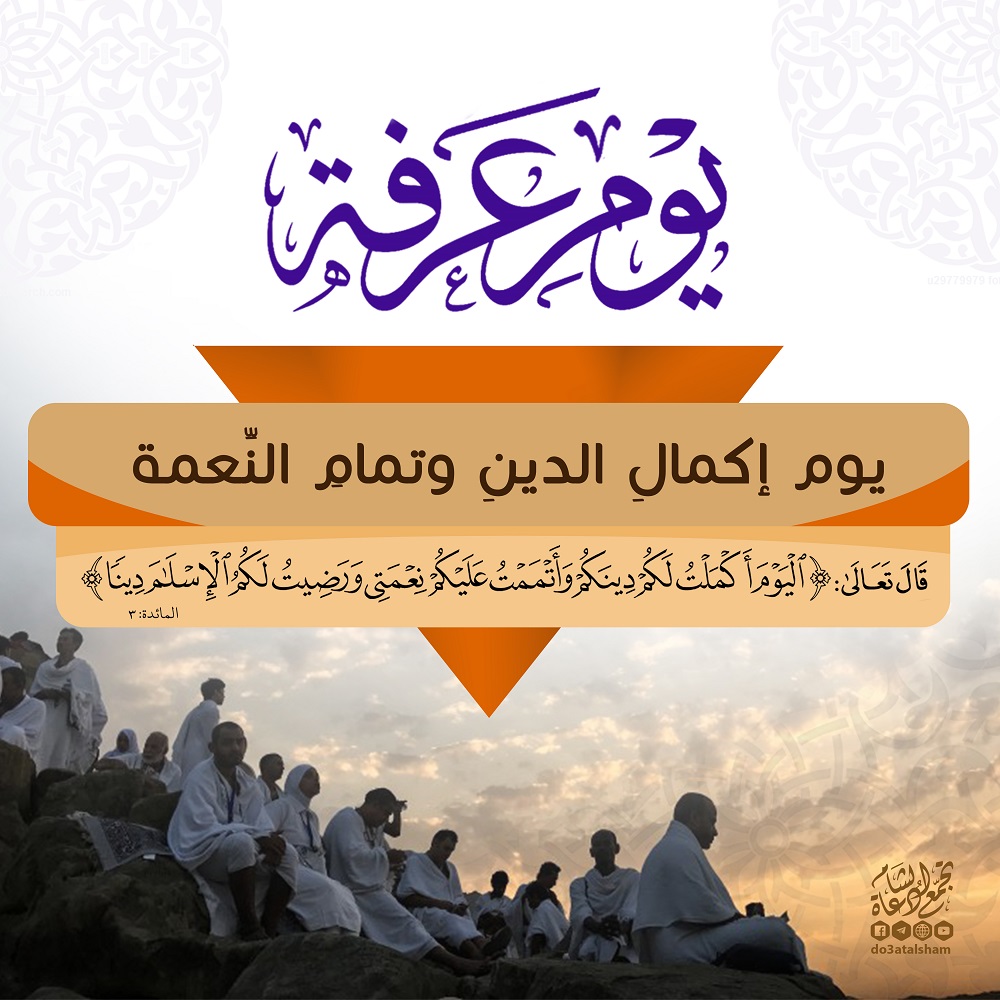 يوم عرفة
يوم إكمالِ الدينِ وتمامِ النِّعمة
قَالَ تَعَالَىٰ: ﴿ٱلْيَوْمَ أَكْمَلْتُ لَكُمْ دِينَكُمْ وَأَتْمَمْتُ عَلَيْكُمْ نِعْمَتِي وَرَضِيتُ لَكُمُ ٱلْإِسْلَٰمَ دِينًا﴾
المائدة: ٣
تجمع دعاة الشام
do3atalsham